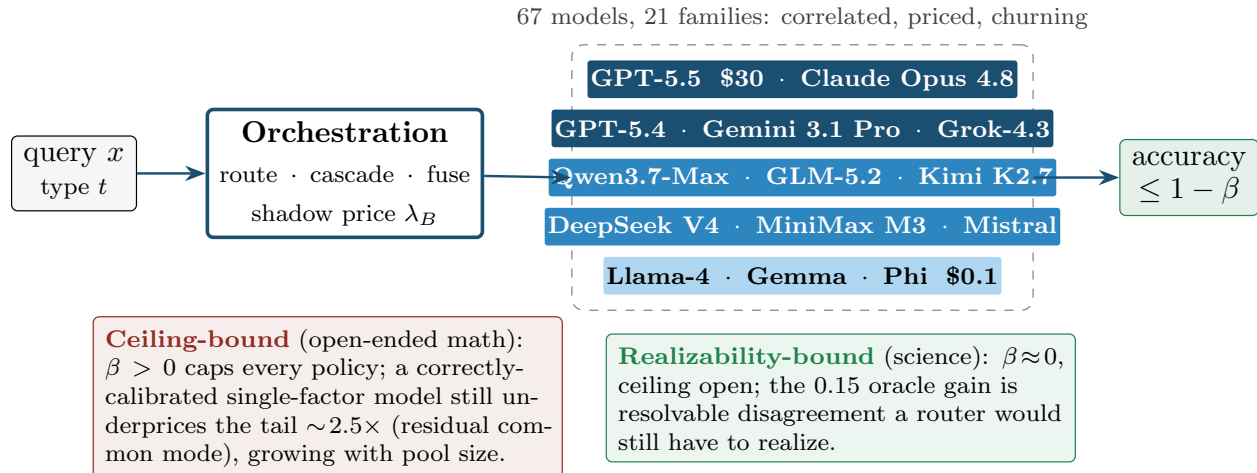 67 models, 21 families: correlated, priced, churning
GPT-5.5 $30 · Claude Opus 4.8
GPT-5.4 · Gemini 3.1 Pro · Grok-4.3
Qwen3.7-Max · GLM-5.2 · Kimi K2.7
DeepSeek V4 · MiniMax M3 · Mistral
Llama-4 · Gemma · Phi $0.1
query x
type t
Orchestration
route · cascade · fuse
shadow price λ_B
accuracy
≤ 1 − β
Ceiling-bound (open-ended math):
β > 0 caps every policy; a correctly-
calibrated single-factor model still un-
derprices the tail ∼2.5× (residual com-
mon mode), growing with pool size.
Realizability-bound (science): β≈0,
ceiling open; the 0.15 oracle gain is
resolvable disagreement a router would
still have to realize.